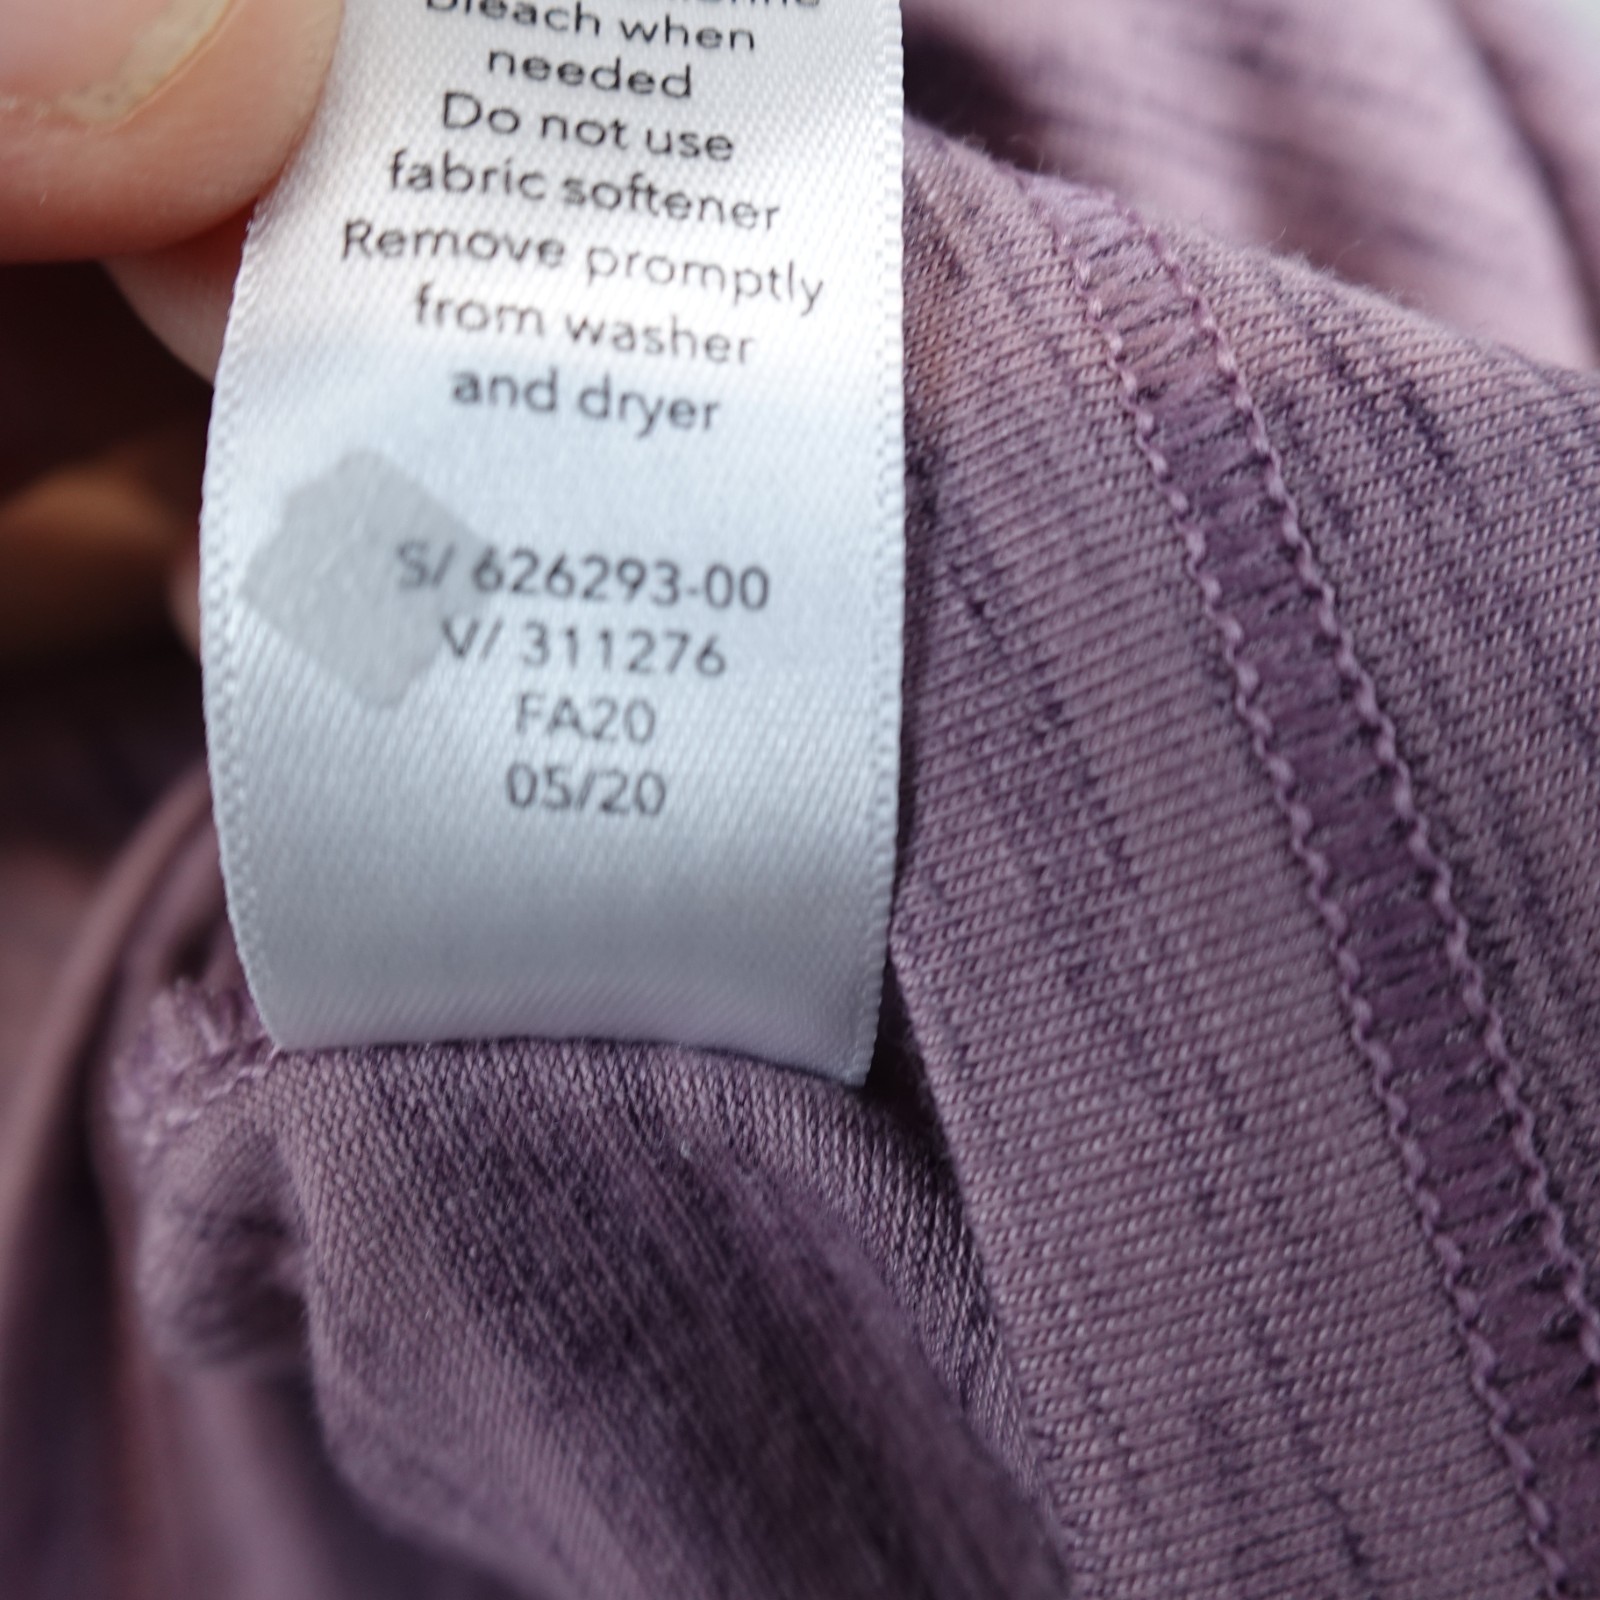 Bleach when
needed
Do not use
fabric softener
Remove promptly
from washer
and dryer
S/ 626293-00
V/ 311276
FA20
05/20